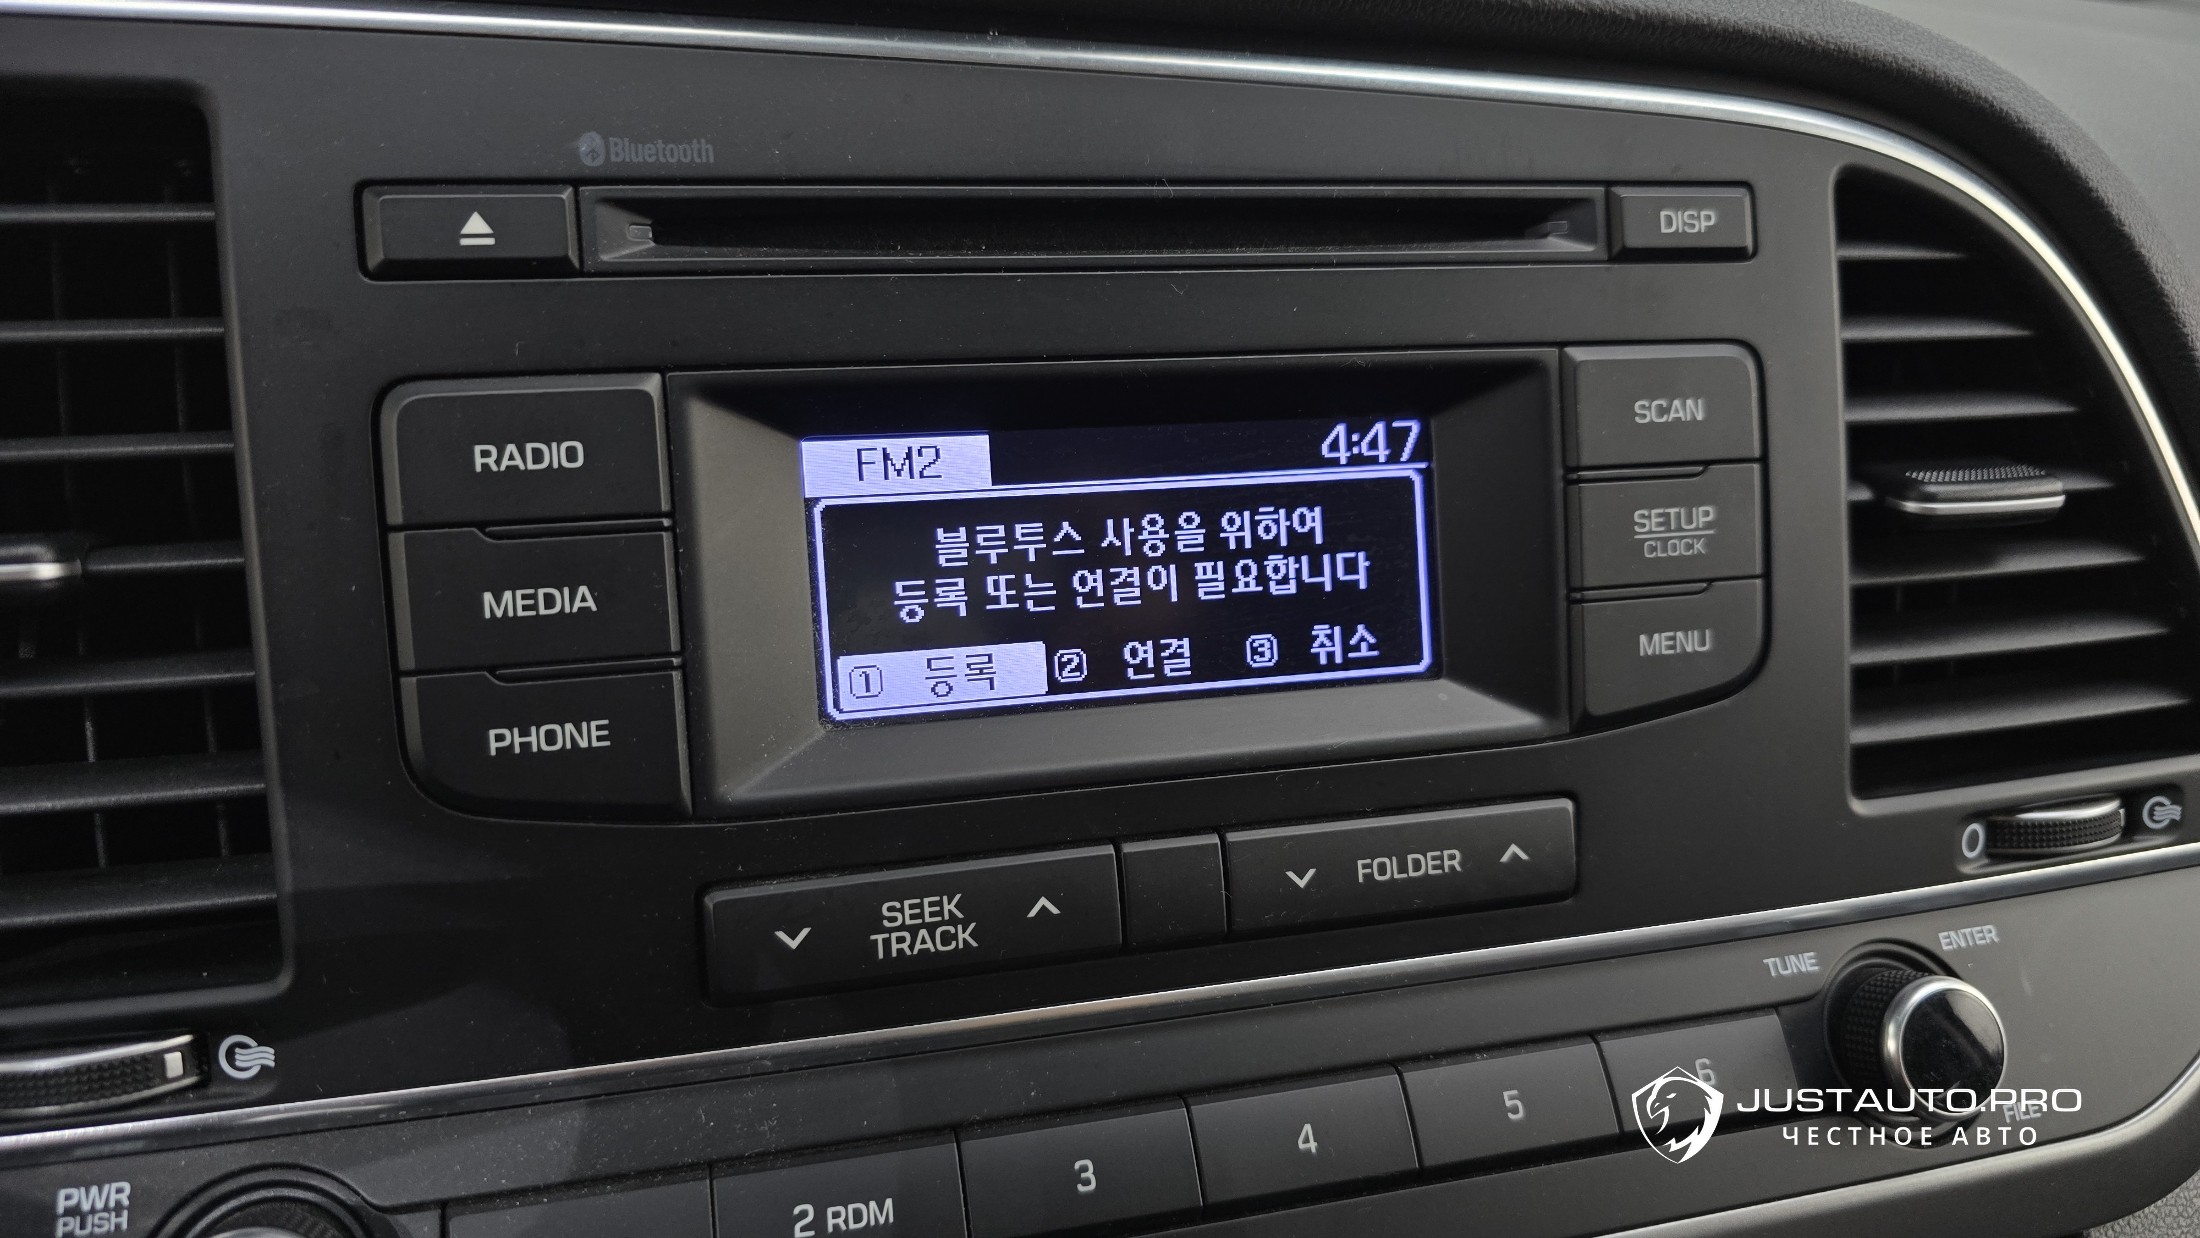 Bluetooth
DISP
RADIO
MEDIA
PHONE
FM2
4:47
블루투스 사용을 위하여
등록 또는 연결이 필요합니다
① 등록 ② 연결 ③ 취소
SCAN
SETUP
CLOCK
MENU
SEEK
TRACK
FOLDER
0
TUNE
ENTER
FILE
PWR
PUSH
2 RDM
3
4
5
6
JUSTAUTO.PRO
ЧЕСТНОЕ АВТО